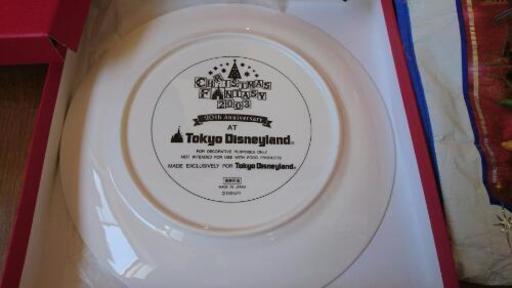 CHRISTMAS
FANTASY
2003
20th Anniversary
AT
Tokyo Disneyland®
FOR DECORATIVE PURPOSES ONLY
NOT INTENDED FOR USE WITH FOOD PRODUCTS
MADE EXCLUSIVELY FOR Tokyo Disneyland®
MADE IN JAPAN